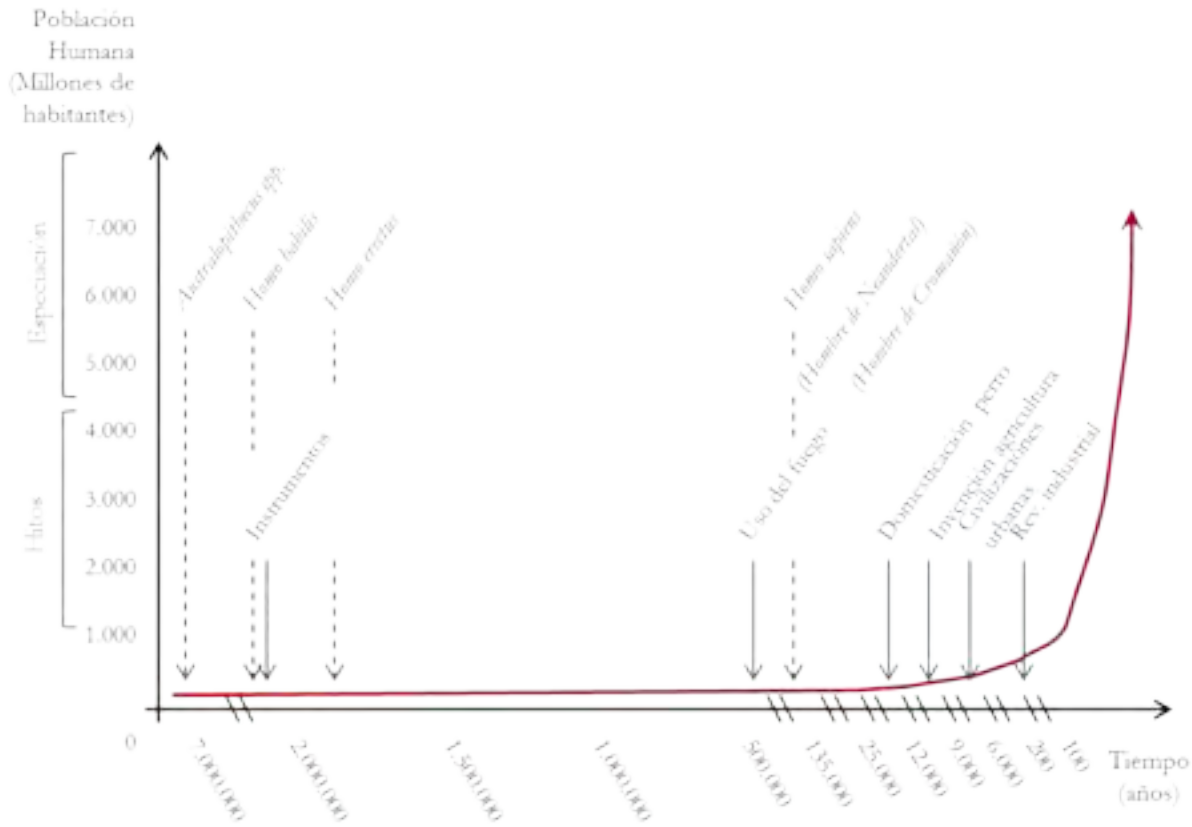 Población
Humana
(Millones de
habitantes)
Especiación
Hitos
7.000
6.000
5.000
4.000
3.000
2.000
1.000
0
Australopithecus spp.
Homo habilis
Homo erectus
Homo sapiens
(Hombre de Neandertal)
(Hombre de Cromañón)
Instrumentos
Uso del fuego
Domesticación perro
Invención agricultura
Civilizaciones
urbanas
Rev. industrial
7.000.000
2.000.000
1.500.000
1.000.000
500.000
135.000
25.000
12.000
9.000
6.000
200
100
Tiempo
(años)